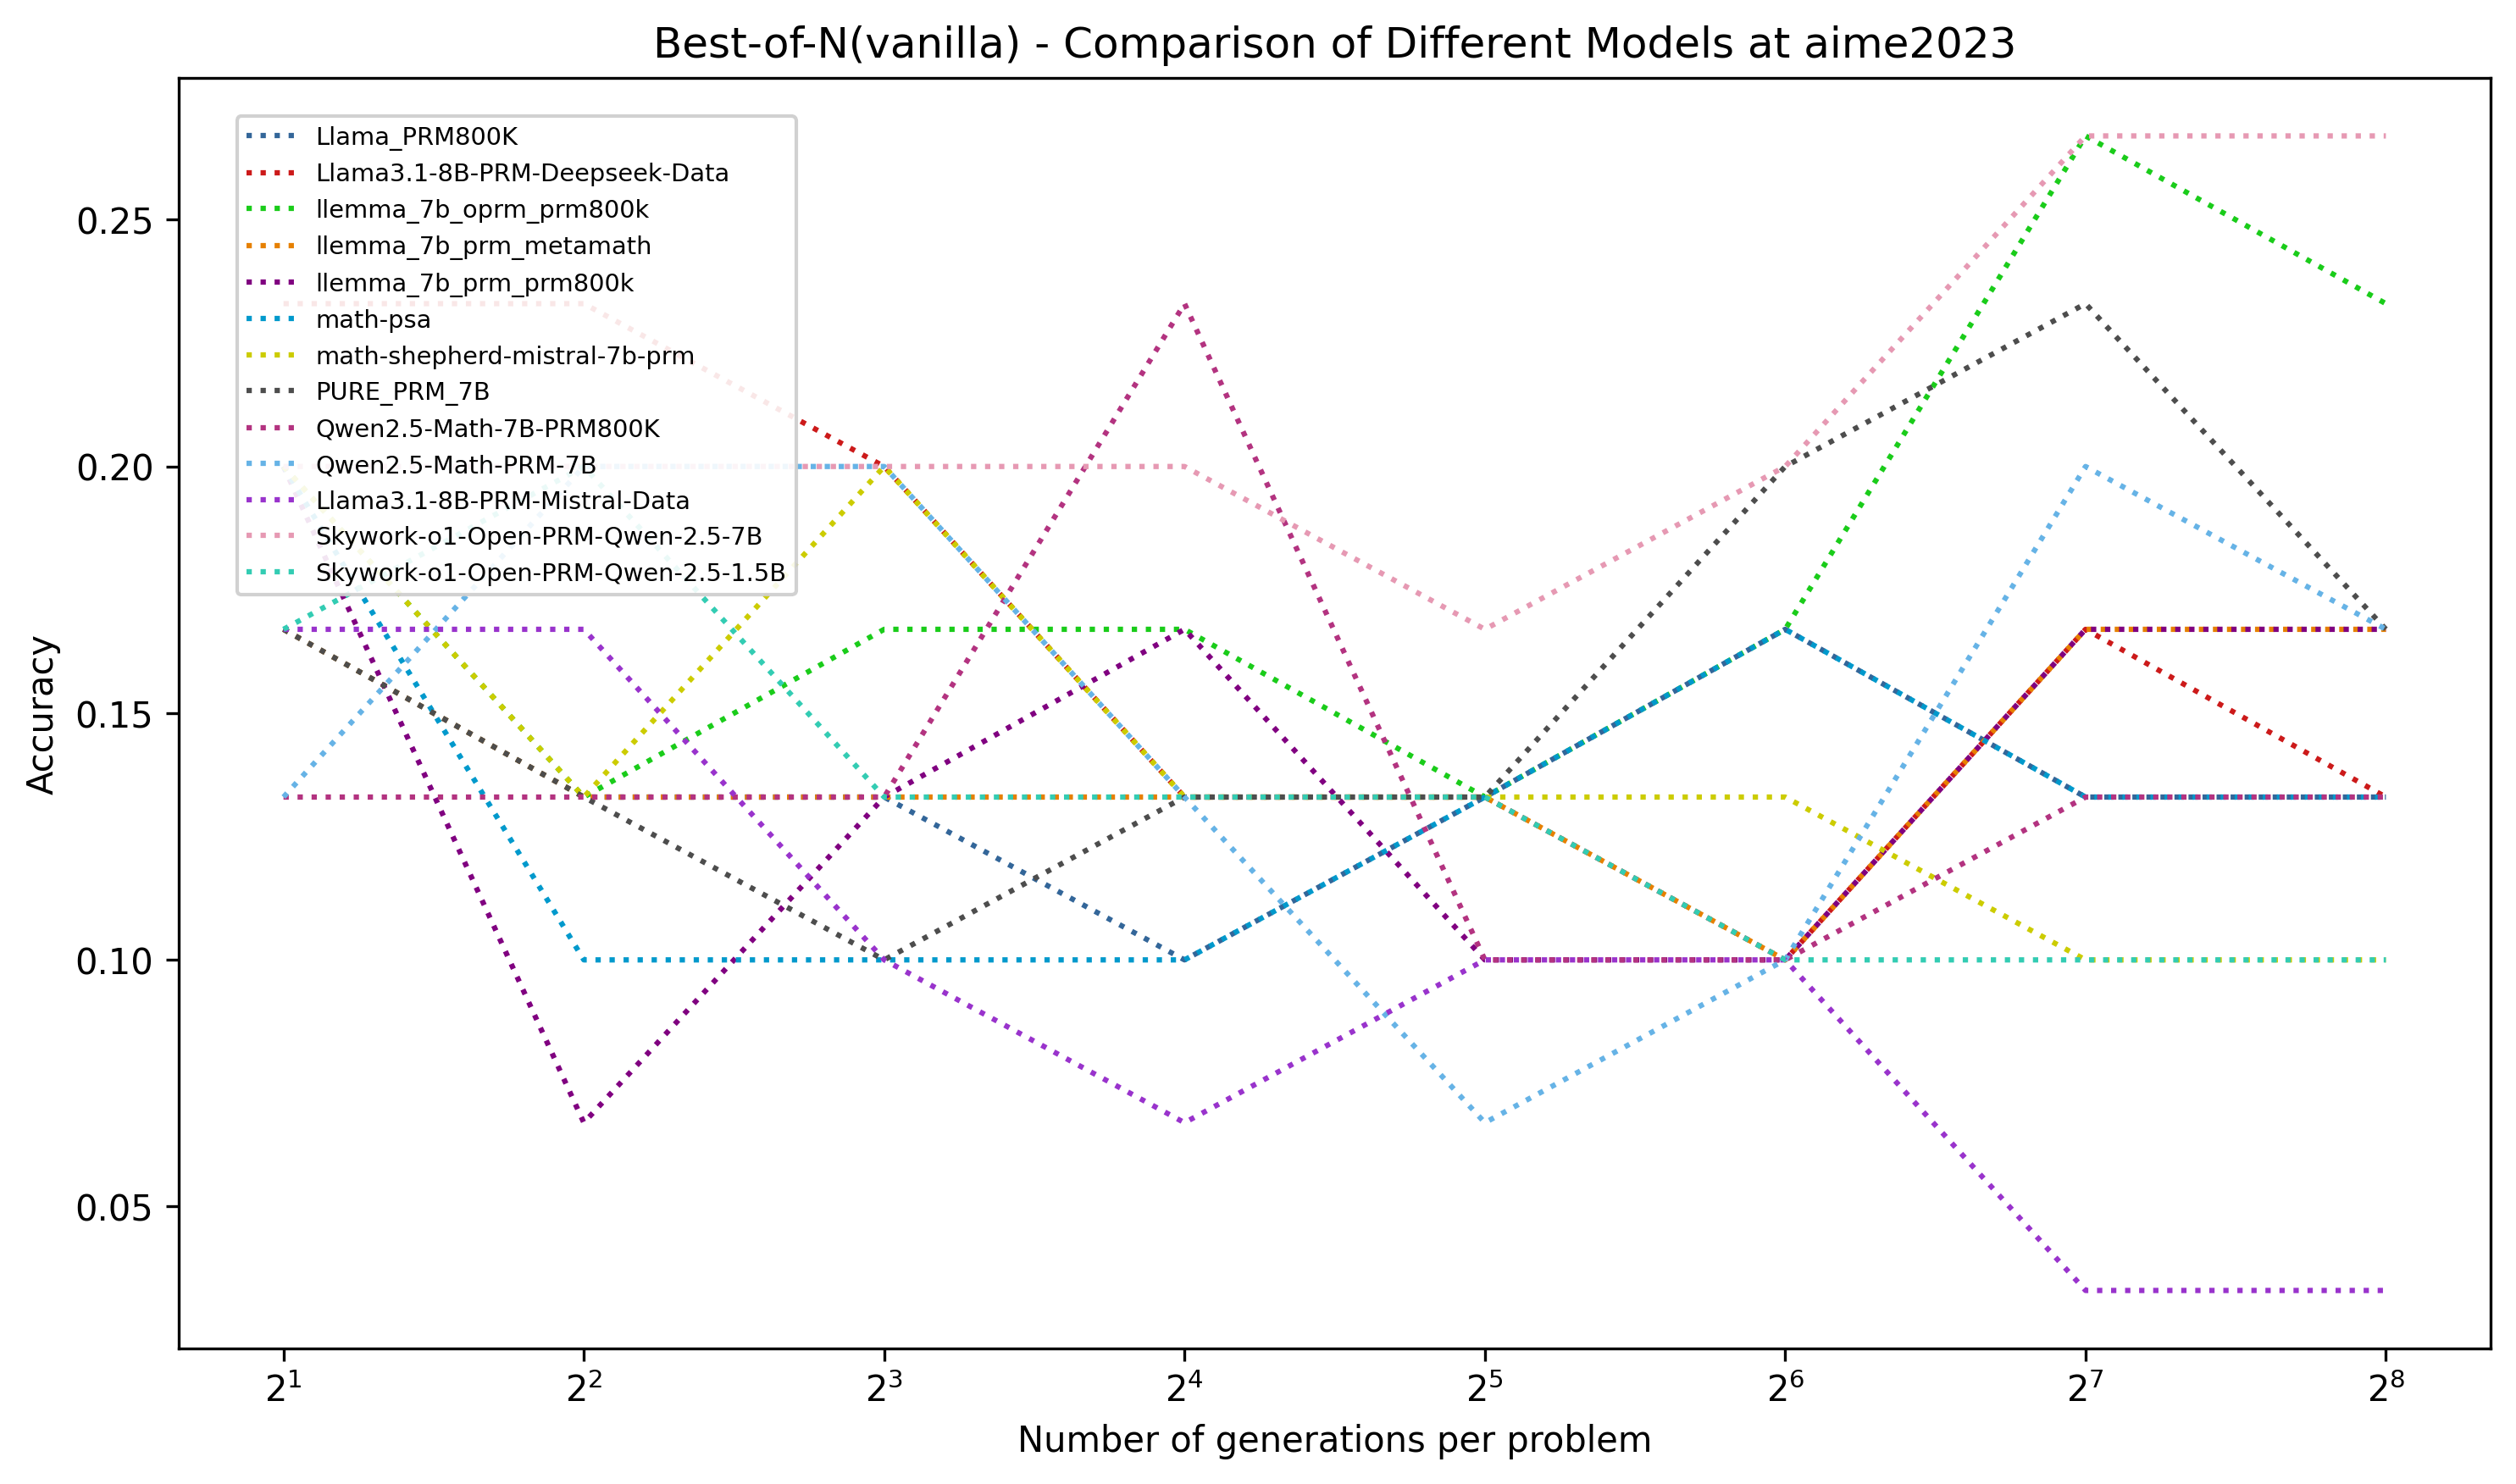 Best-of-N(vanilla) - Comparison of Different Models at aime2023
Llama_PRM800K
Llama3.1-8B-PRM-Deepseek-Data
llemma_7b_oprm_prm800k
llemma_7b_prm_metamath
llemma_7b_prm_prm800k
math-psa
math-shepherd-mistral-7b-prm
PURE_PRM_7B
Qwen2.5-Math-7B-PRM800K
Qwen2.5-Math-PRM-7B
Llama3.1-8B-PRM-Mistral-Data
Skywork-o1-Open-PRM-Qwen-2.5-7B
Skywork-o1-Open-PRM-Qwen-2.5-1.5B
Accuracy
0.25
0.20
0.15
0.10
0.05
2¹ 2² 2³ 2⁴ 2⁵ 2⁶ 2⁷ 2⁸
Number of generations per problem